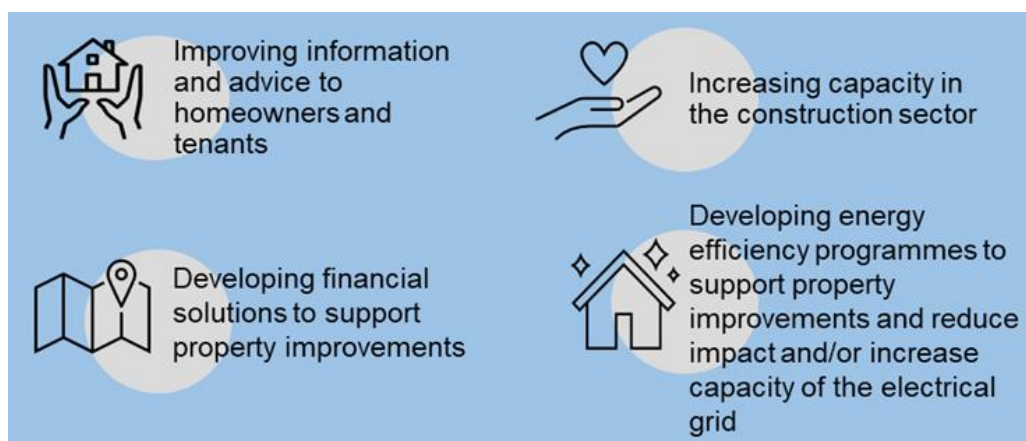 Improving information
and advice to
homeowners and
tenants
Increasing capacity in
the construction sector
Developing financial
solutions to support
property improvements
Developing energy
efficiency programmes to
support property
improvements and reduce
impact and/or increase
capacity of the electrical
grid